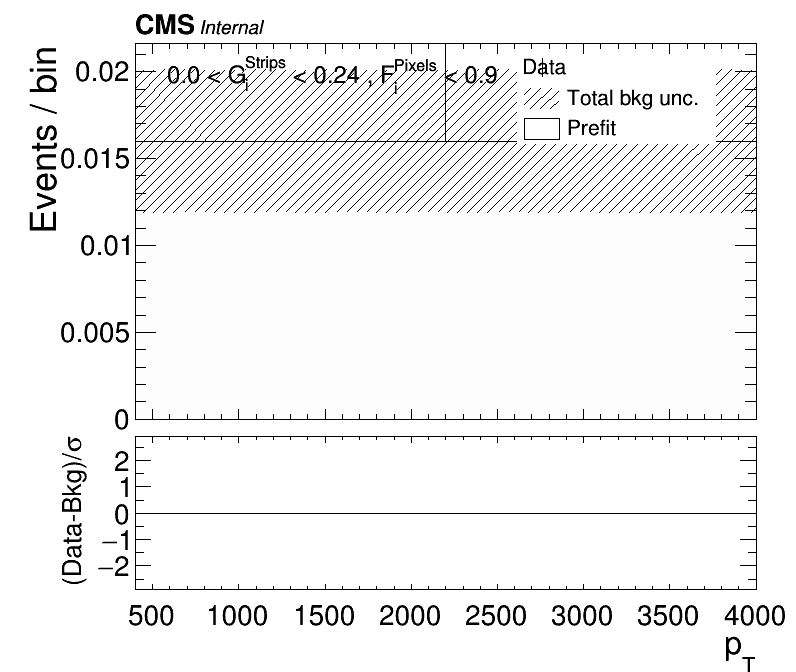 CMS Internal
Events / bin
0.02
0.015
0.01
0.005
0
0.0 < G_i^Strips < 0.24 , F_i^Pixels < 0.9
Data
Total bkg unc.
Prefit
(Data-Bkg)/σ
2
1
0
−1
−2
500 1000 1500 2000 2500 3000 3500 4000
p_T